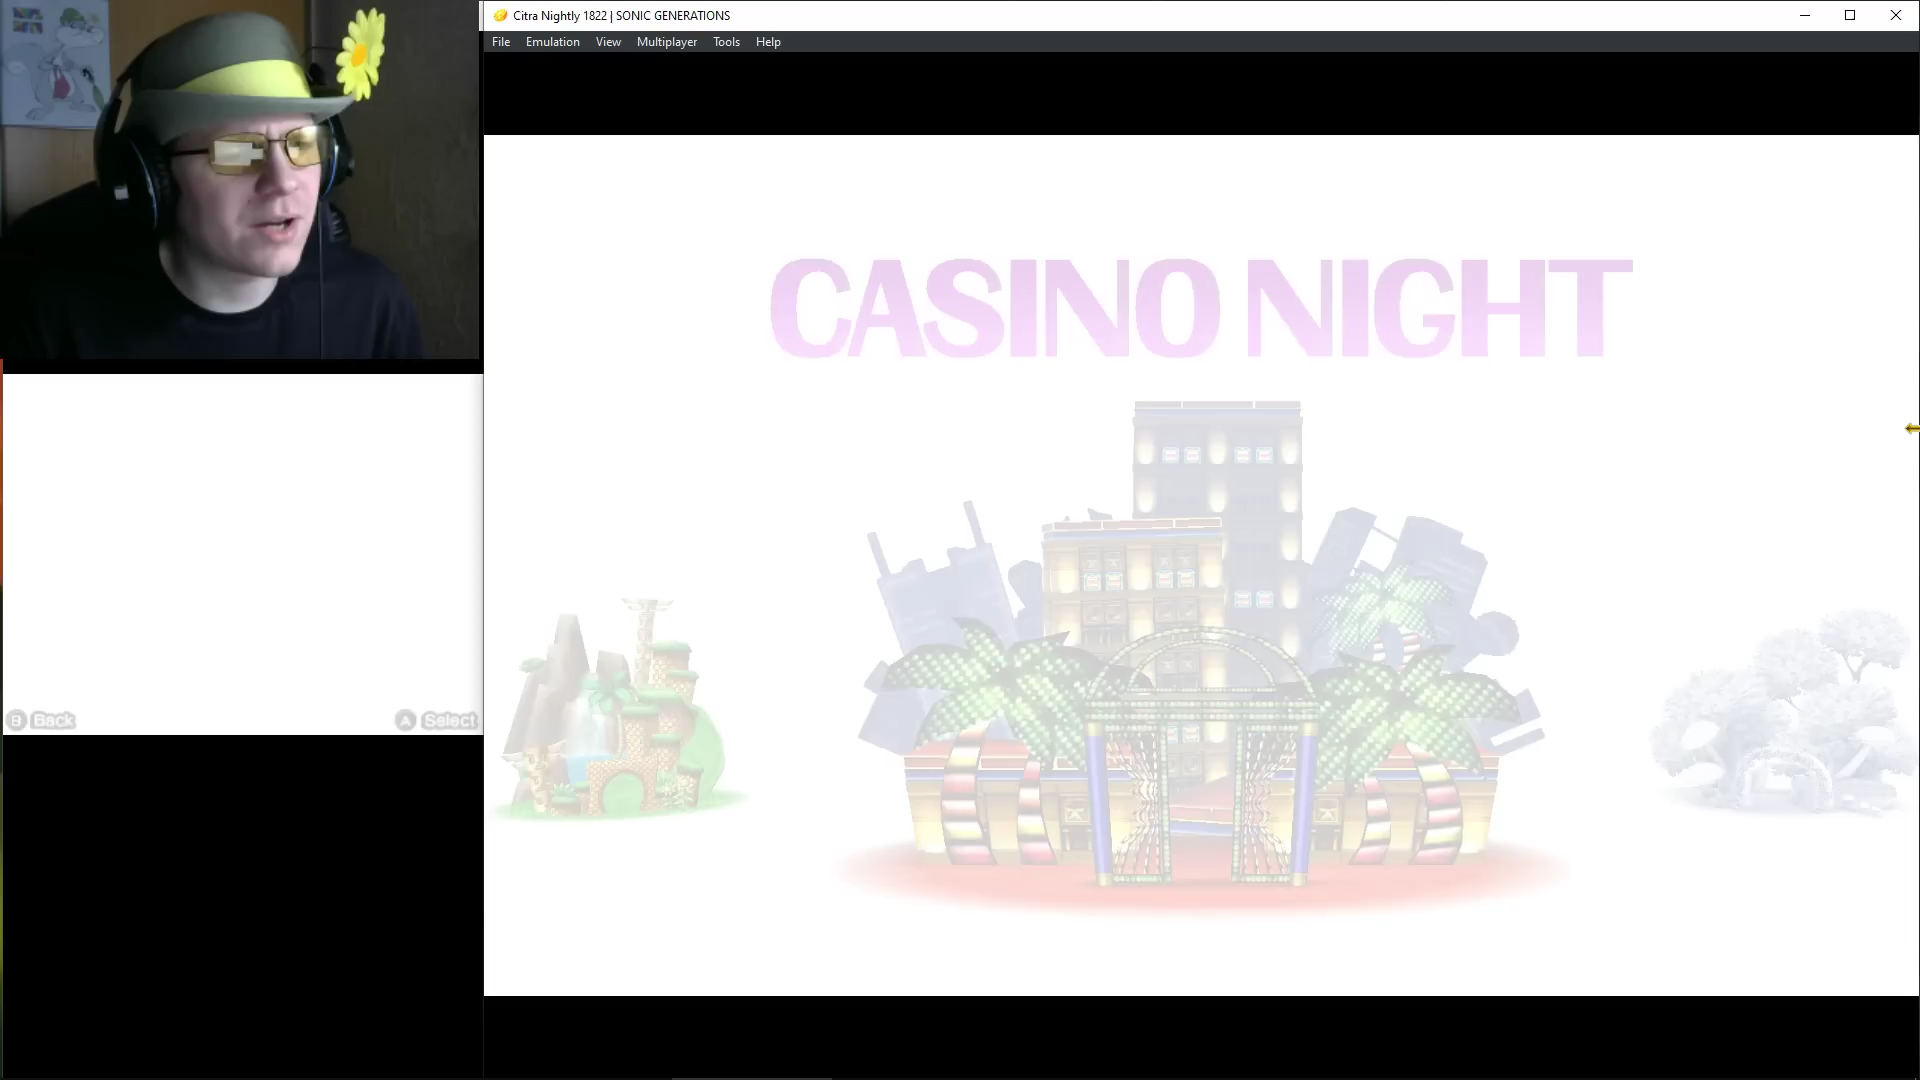 Citra Nightly 1822 | SONIC GENERATIONS
File Emulation View Multiplayer Tools Help
CASINO NIGHT
B Back
A Select